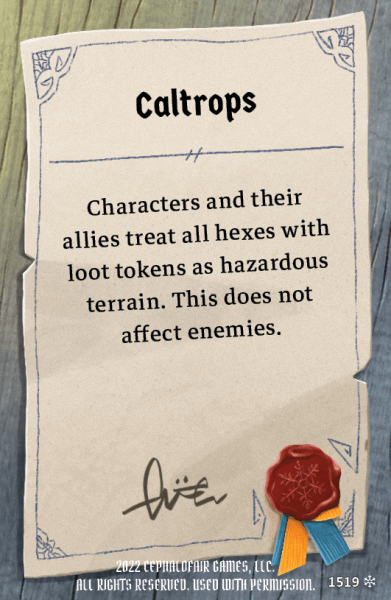 Caltrops
Characters and their
allies treat all hexes with
loot tokens as hazardous
terrain. This does not
affect enemies.
2022 CEPHALOFAIR GAMES, LLC.
ALL RIGHTS RESERVED. USED WITH PERMISSION.
1519